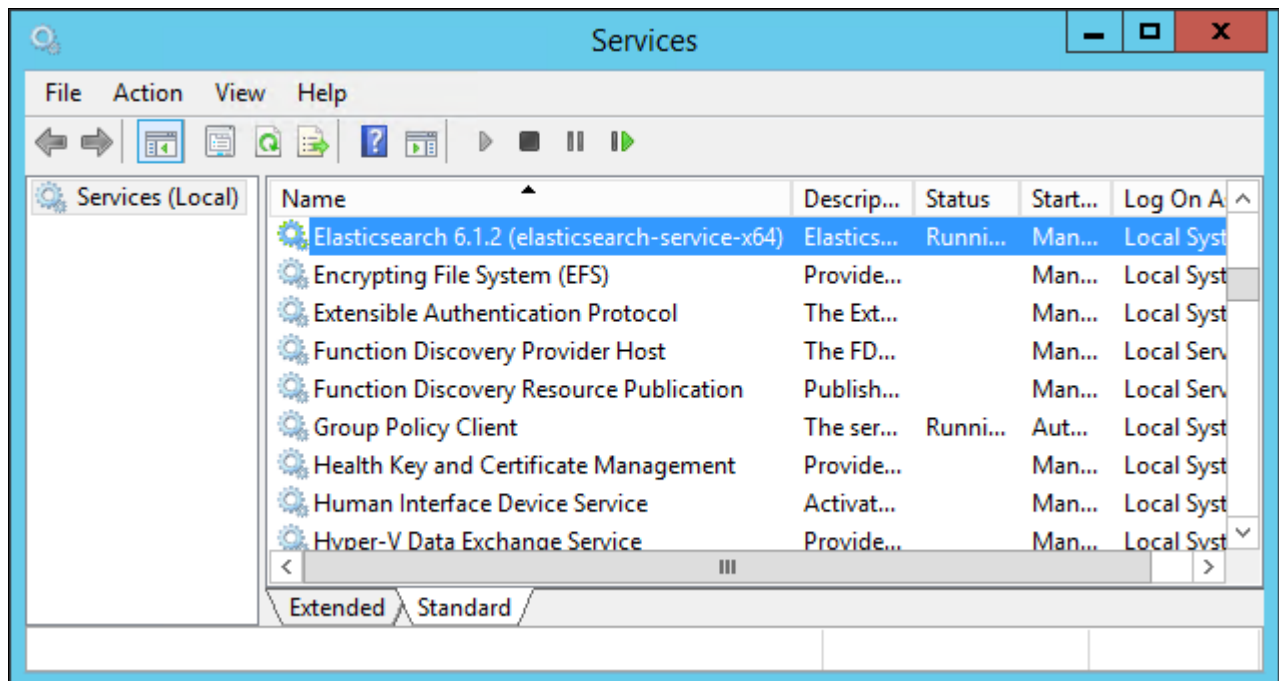 Services
File Action View Help
Services (Local)
Name Descrip... Status Start... Log On A
Elasticsearch 6.1.2 (elasticsearch-service-x64) Elastics... Runni... Man... Local Syst
Encrypting File System (EFS) Provide... Man... Local Syst
Extensible Authentication Protocol The Ext... Man... Local Syst
Function Discovery Provider Host The FD... Man... Local Serv
Function Discovery Resource Publication Publish... Man... Local Serv
Group Policy Client The ser... Runni... Aut... Local Syst
Health Key and Certificate Management Provide... Man... Local Syst
Human Interface Device Service Activat... Man... Local Syst
Hyper-V Data Exchange Service Provide... Man... Local Syst
Extended Standard